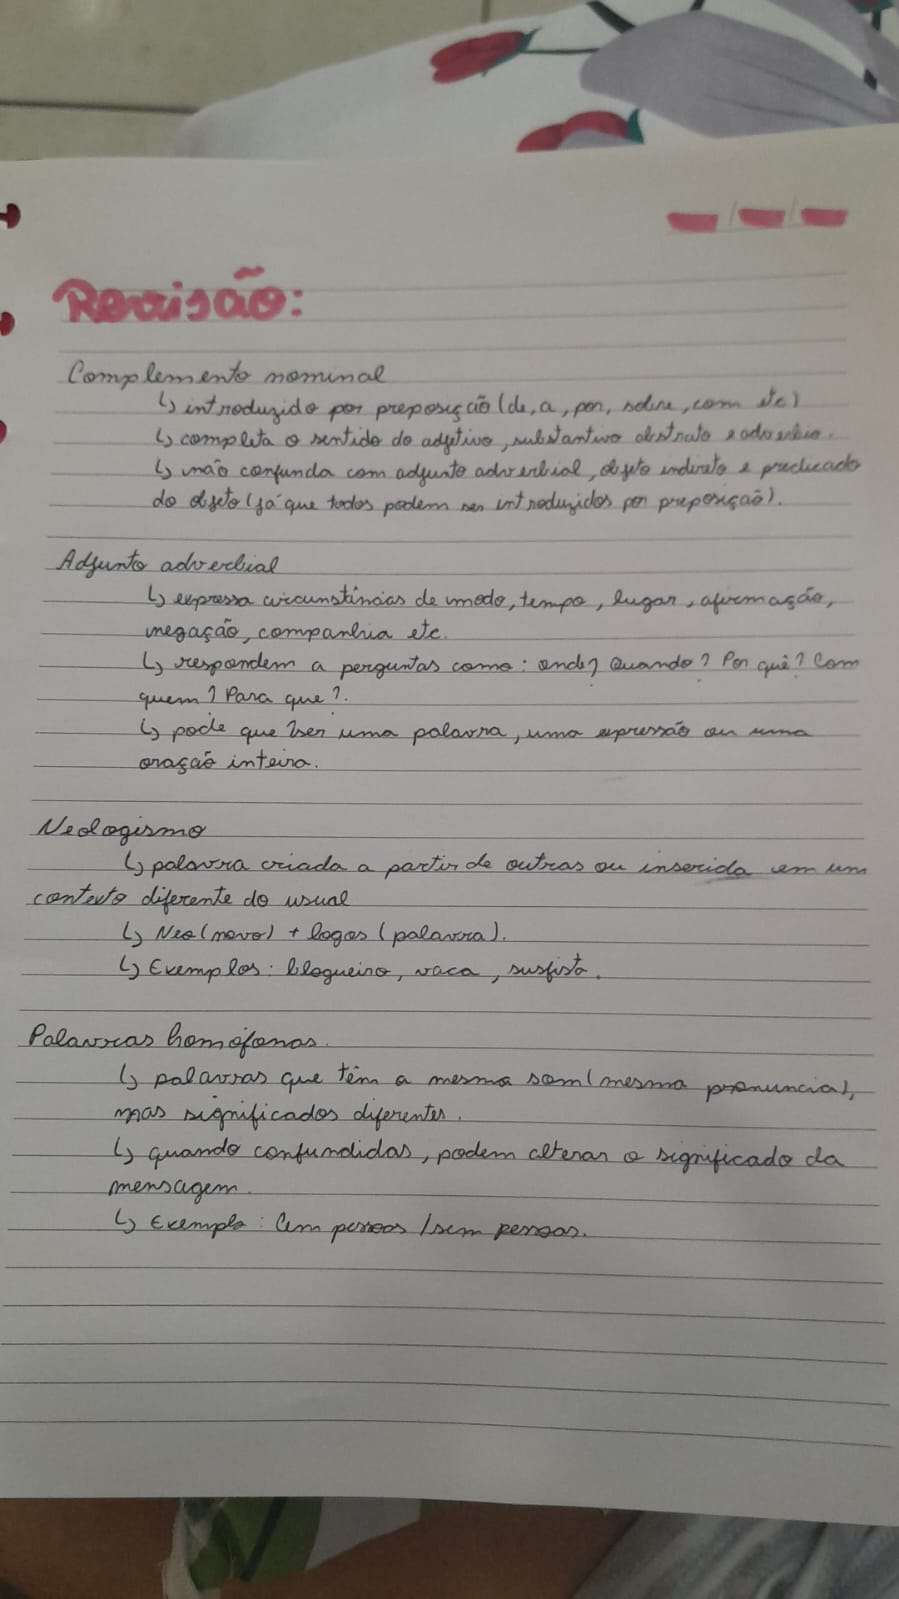 Revisão:
Complemento nominal
↳ introduzido por preposição (de, a, por, sobre, com etc)
↳ completa o sentido do adjetivo, substantivo abstrato e advérbio.
↳ não confunda com adjunto adverbial, objeto indireto e predicado
do objeto (já que todos podem ser introduzidos por preposição).
Adjunto adverbial
↳ expressa circunstâncias de modo, tempo, lugar, afirmação,
negação, companhia etc.
↳ respondem a perguntas como: onde? Quando? Por quê? Com
quem? Para que?.
↳ pode que ser uma palavra, uma expressão ou uma
oração inteira.
Neologismo
↳ palavra criada a partir de outras ou inserida em um
contexto diferente do usual
↳ Neo (novo) + logos (palavra).
↳ Exemplos: blogueiro, vaca,
Palavras homófonas.
↳ palavras que têm a mesma som (mesma pronuncia),
mas significados diferentes.
↳ quando confundidas, podem alterar o significado da
mensagem.
↳ Exemplo: Cem pessoas / sem pessoas.